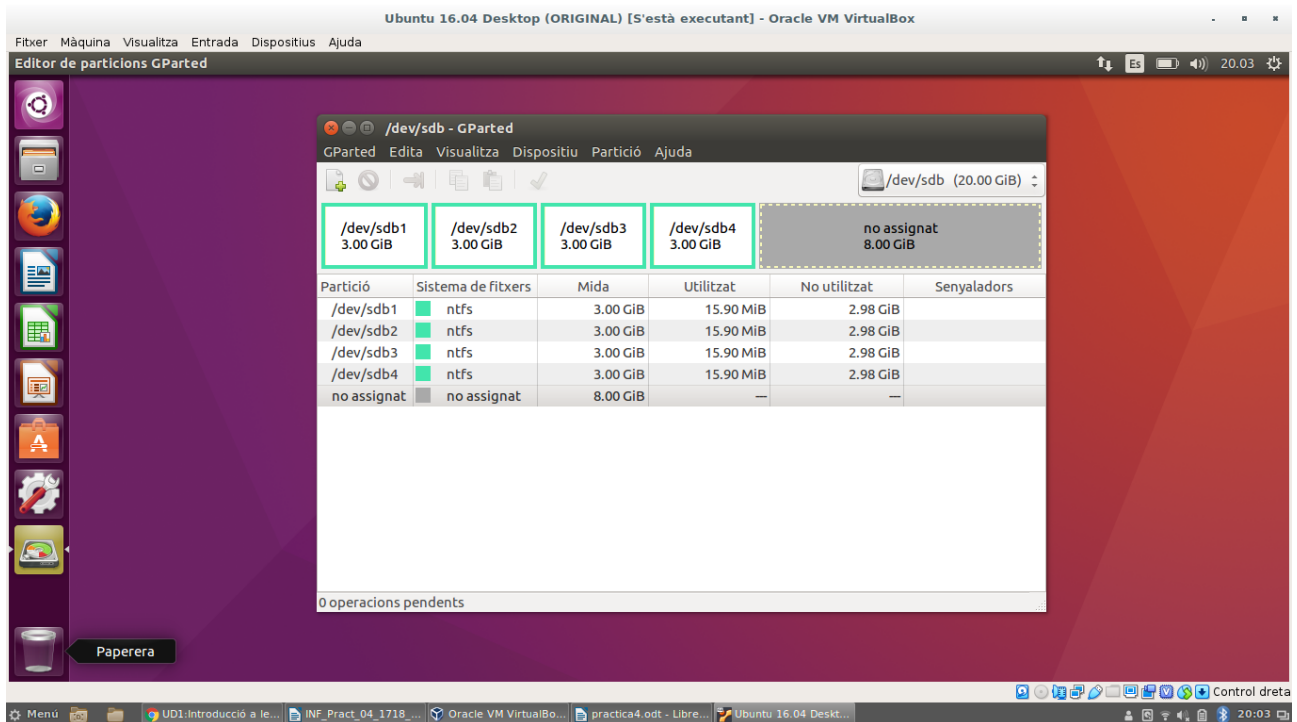 Ubuntu 16.04 Desktop (ORIGINAL) [S'està executant] - Oracle VM VirtualBox
Fitxer Màquina Visualitza Entrada Dispositius Ajuda
Editor de particions GParted Es 20.03
/dev/sdb - GParted
GParted Edita Visualitza Dispositiu Partició Ajuda
/dev/sdb (20.00 GiB)
/dev/sdb1 /dev/sdb2 /dev/sdb3 /dev/sdb4 no assignat
3.00 GiB 3.00 GiB 3.00 GiB 3.00 GiB 8.00 GiB
Partició Sistema de fitxers Mida Utilitzat No utilitzat Senyaladors
/dev/sdb1 ntfs 3.00 GiB 15.90 MiB 2.98 GiB
/dev/sdb2 ntfs 3.00 GiB 15.90 MiB 2.98 GiB
/dev/sdb3 ntfs 3.00 GiB 15.90 MiB 2.98 GiB
/dev/sdb4 ntfs 3.00 GiB 15.90 MiB 2.98 GiB
no assignat no assignat 8.00 GiB — —
0 operacions pendents
Paperera
Control dreta
Menú UD1:Introducció a le... INF_Pract_04_1718_... Oracle VM VirtualBo... practica4.odt - Libre... Ubuntu 16.04 Deskt... 20:03